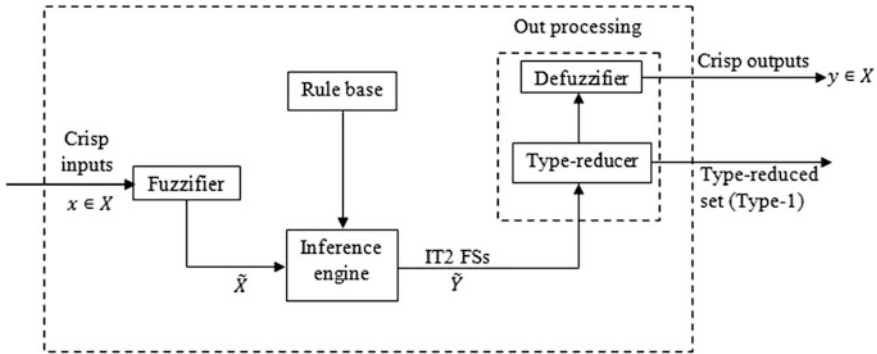 Out processing
Crisp outputs
Defuzzifier
y ∈ X
Rule base
Crisp
inputs
Type-reducer
Fuzzifier
x ∈ X
Type-reduced
set (Type-1)
Inference
engine
IT2 FSs
X̃
Ỹ